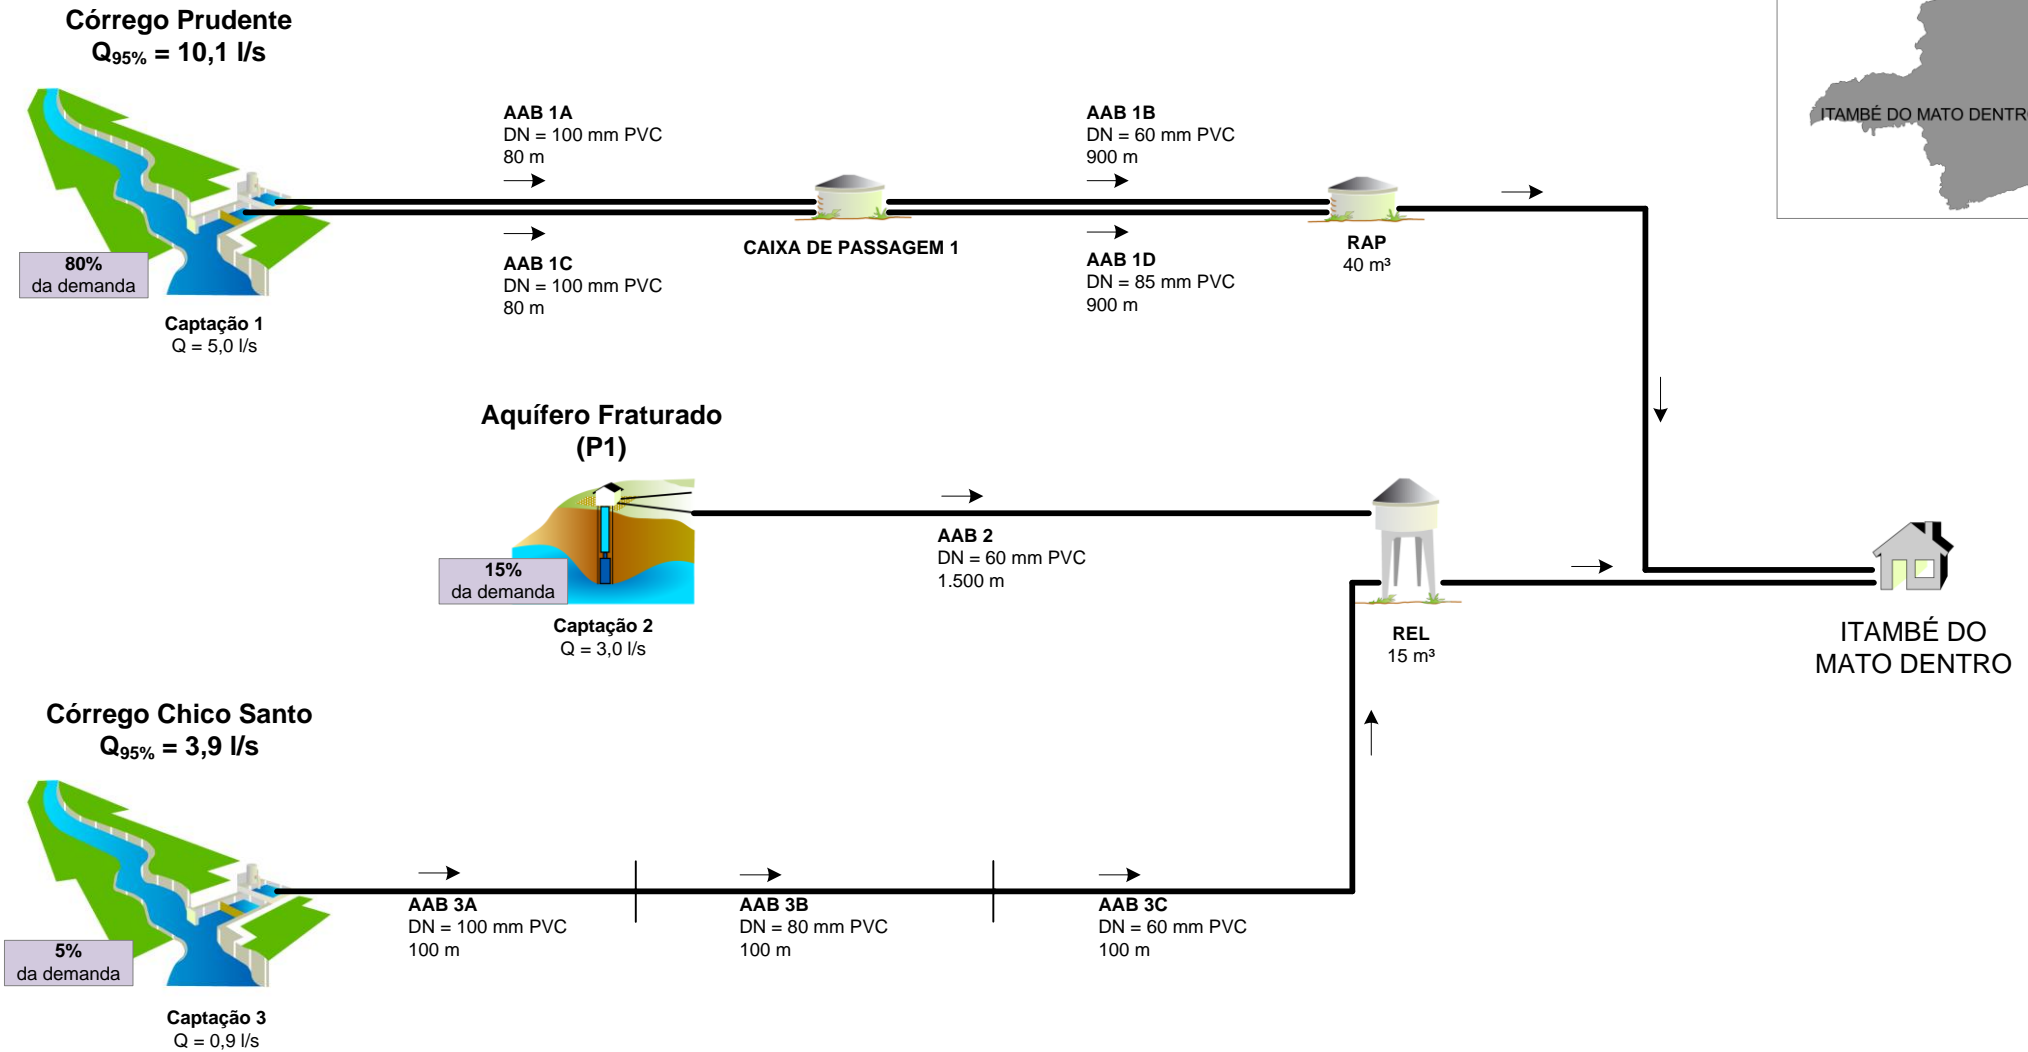 Córrego Prudente
Q95% = 10,1 l/s
80%
da demanda
Captação 1
Q = 5,0 l/s
AAB 1A
DN = 100 mm PVC
80 m
AAB 1C
DN = 100 mm PVC
80 m
CAIXA DE PASSAGEM 1
AAB 1B
DN = 60 mm PVC
900 m
AAB 1D
DN = 85 mm PVC
900 m
RAP
40 m³
ITAMBÉ DO MATO DENTRO
Aquífero Fraturado
(P1)
15%
da demanda
Captação 2
Q = 3,0 l/s
AAB 2
DN = 60 mm PVC
1.500 m
REL
15 m³
ITAMBÉ DO
MATO DENTRO
Córrego Chico Santo
Q95% = 3,9 l/s
5%
da demanda
Captação 3
Q = 0,9 l/s
AAB 3A
DN = 100 mm PVC
100 m
AAB 3B
DN = 80 mm PVC
100 m
AAB 3C
DN = 60 mm PVC
100 m